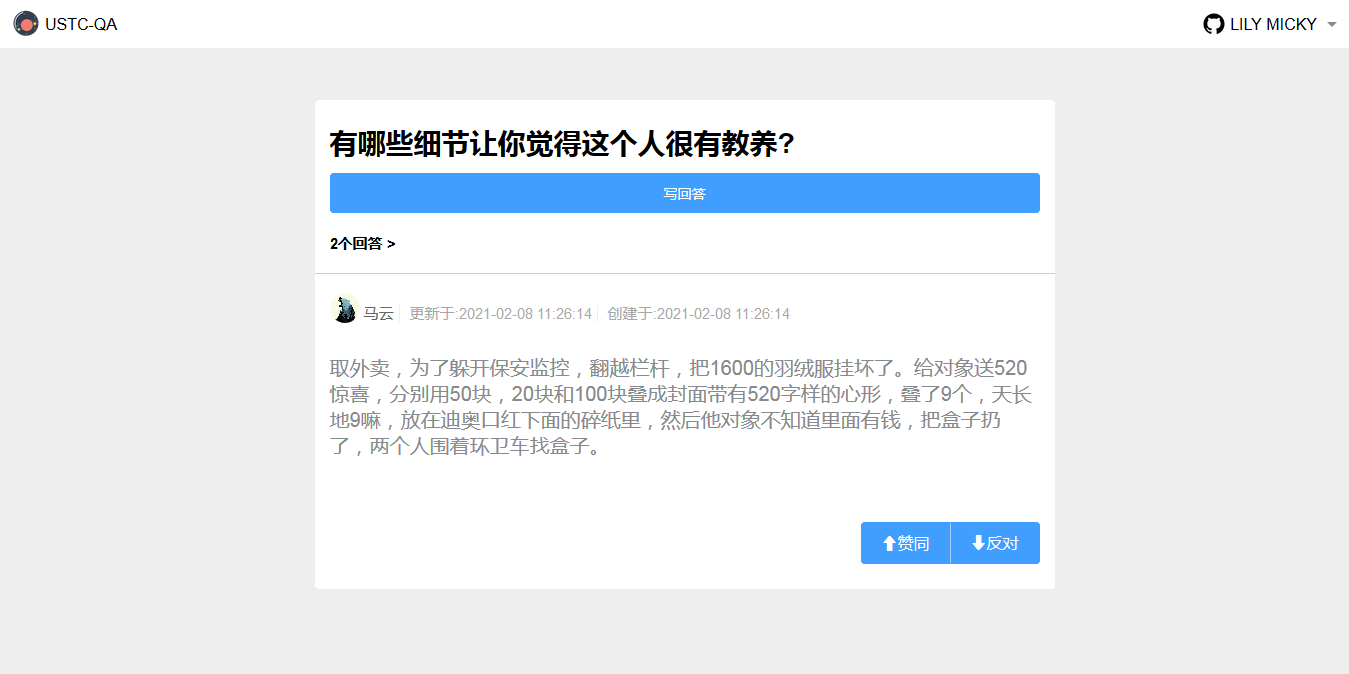 USTC-QA
LILY MICKY
有哪些细节让你觉得这个人很有教养?
写回答
2个回答 >
马云 更新于:2021-02-08 11:26:14 创建于:2021-02-08 11:26:14
取外卖，为了躲开保安监控，翻越栏杆，把1600的羽绒服挂坏了。给对象送520
惊喜，分别用50块，20块和100块叠成封面带有520字样的心形，叠了9个，天长
地9嘛，放在迪奥口红下面的碎纸里，然后他对象不知道里面有钱，把盒子扔
了，两个人围着环卫车找盒子。
赞同 反对